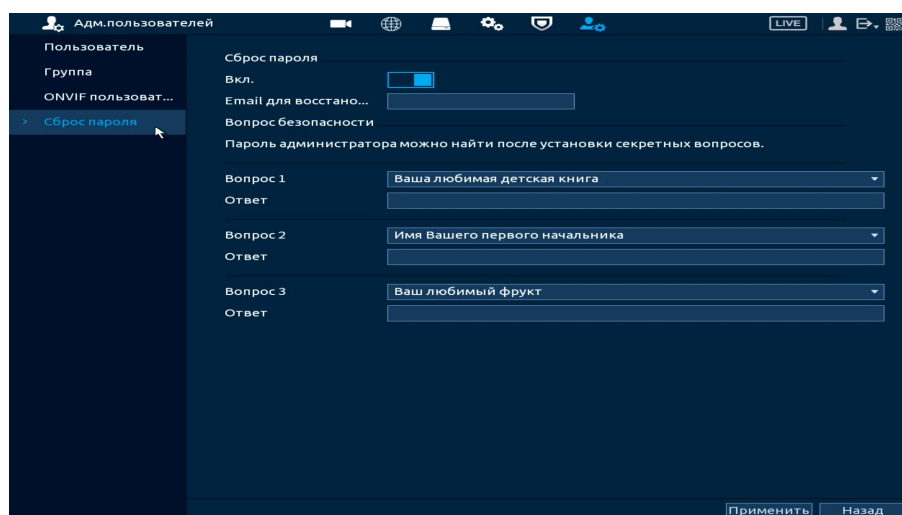 Адм.пользователей
LIVE
Пользователь
Группа
ONVIF пользоват...
> Сброс пароля
Сброс пароля
Вкл.
Email для восстано...
Вопрос безопасности
Пароль администратора можно найти после установки секретных вопросов.
Вопрос 1 Ваша любимая детская книга
Ответ
Вопрос 2 Имя Вашего первого начальника
Ответ
Вопрос 3 Ваш любимый фрукт
Ответ
Применить Назад